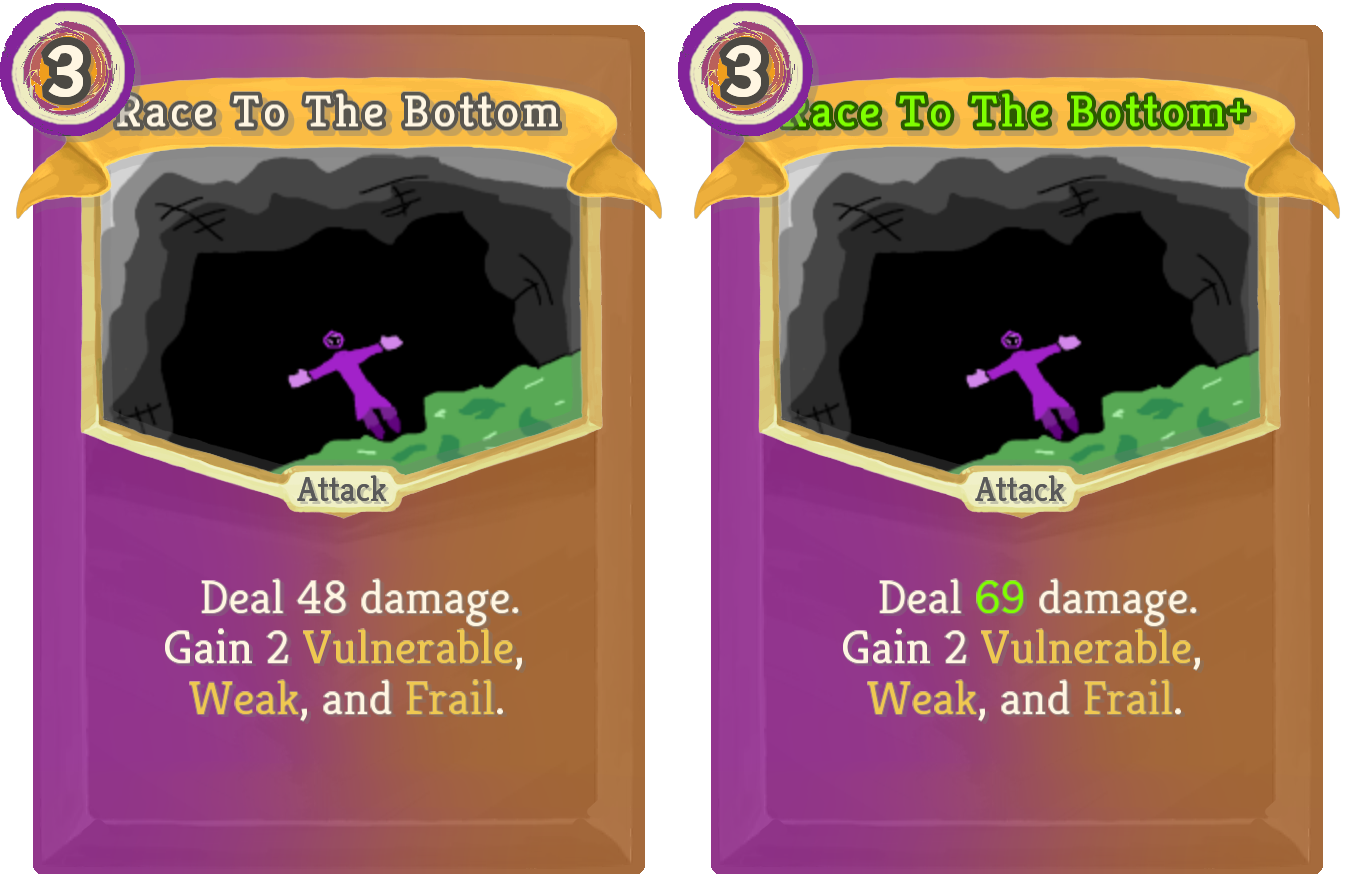 3
Race To The Bottom
Attack
Deal 48 damage.
Gain 2 Vulnerable,
Weak, and Frail.
3
Race To The Bottom+
Attack
Deal 69 damage.
Gain 2 Vulnerable,
Weak, and Frail.